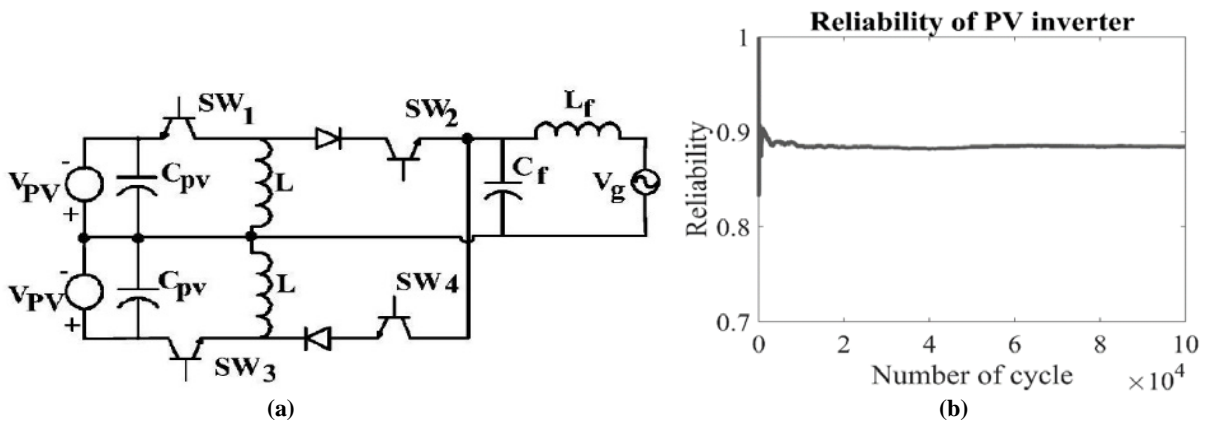 SW1
SW2
Lf
-
VPV
+
Cpv
L
Cf
Vg
-
VPV
+
Cpv
L
SW4
SW3
(a)
Reliability of PV inverter
Reliability
1
0.9
0.8
0.7
0 2 4 6 8 10
Number of cycle
×10^4
(b)